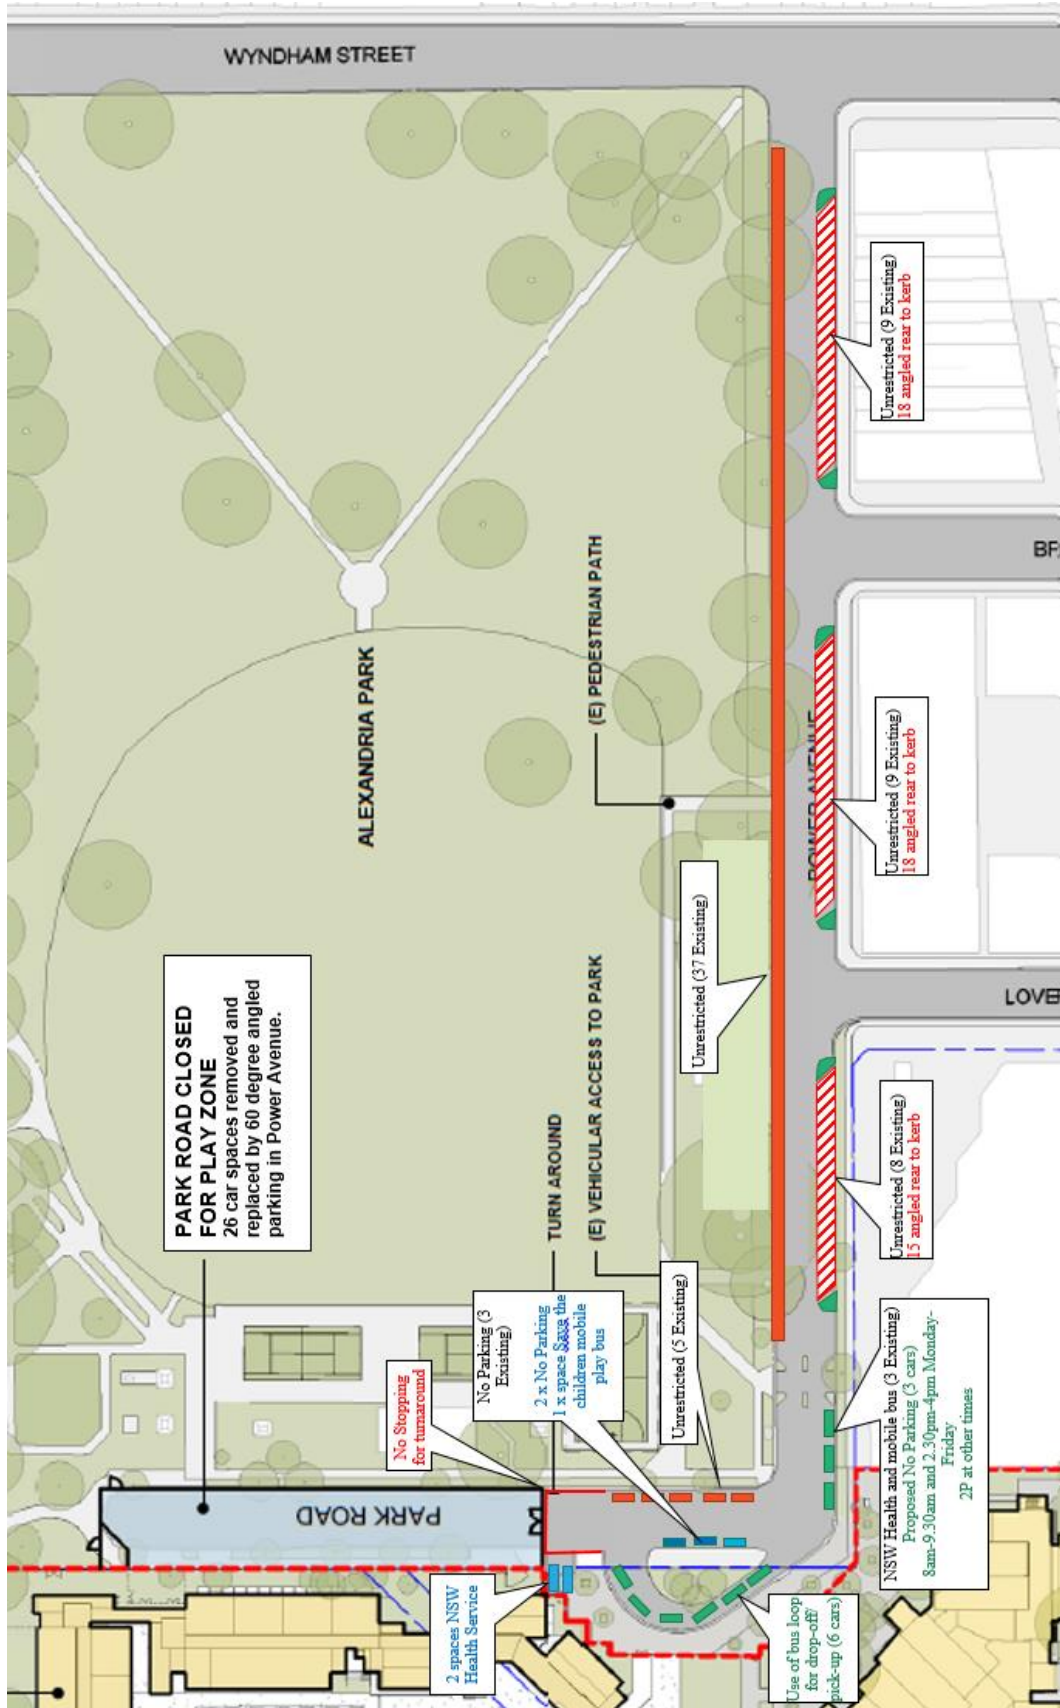 WYNDHAM STREET
Unrestricted (9 Existing)
18 angled rear to kerb
(E) PEDESTRIAN PATH
ALEXANDRIA PARK
POWER AVENUE
Unrestricted (9 Existing)
18 angled rear to kerb
PARK ROAD CLOSED
FOR PLAY ZONE
26 car spaces removed and
replaced by 60 degree angled
parking in Power Avenue.
Unrestricted (37 Existing)
(E) VEHICULAR ACCESS TO PARK
TURN AROUND
LOVE
Unrestricted (8 Existing)
15 angled rear to kerb
No Parking (3
Existing)
2 x No Parking
1 x space Save the
children mobile
play bus
No Stopping
for turnaround
Unrestricted (5 Existing)
PARK ROAD
NSW Health and mobile bus (3 Existing)
Proposed No Parking (3 cars)
8am-9.30am and 2.30pm-4pm Monday-
Friday
2P at other times
2 spaces NSW
Health Service
Use of bus loop
for drop-off/
pick-up (6 cars)